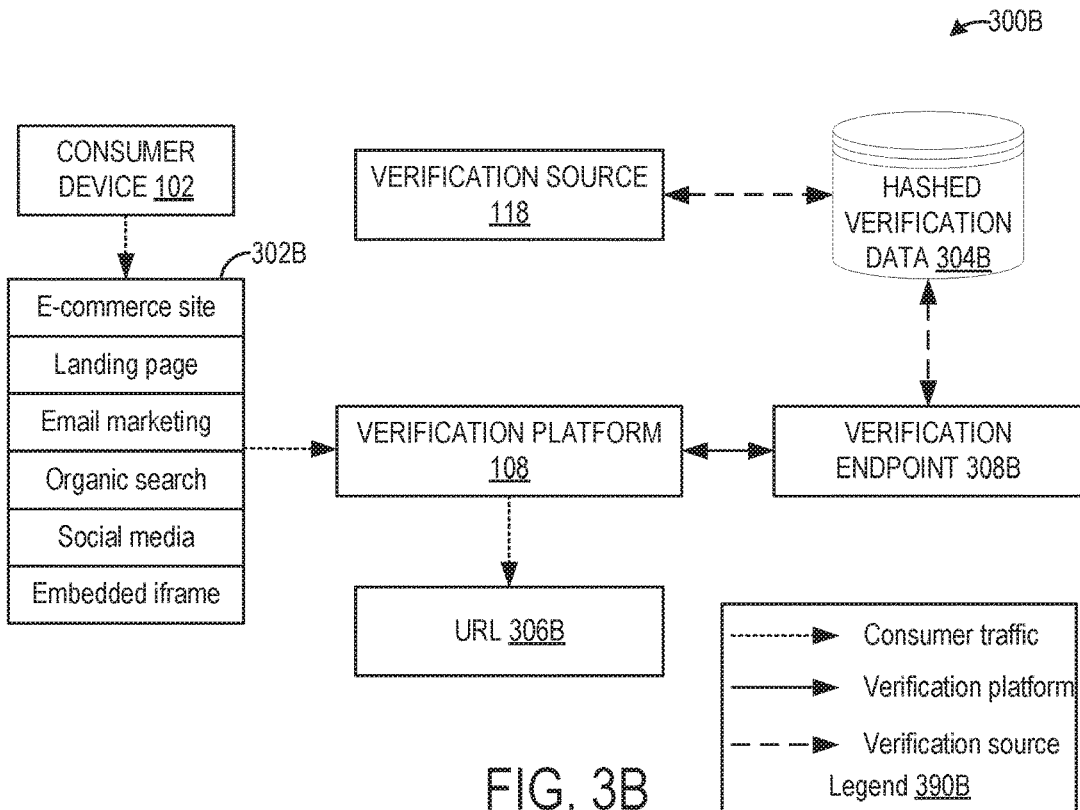 300B
CONSUMER
DEVICE 102
VERIFICATION SOURCE
118
HASHED
VERIFICATION
DATA 304B
302B
E-commerce site
Landing page
Email marketing
Organic search
Social media
Embedded iframe
VERIFICATION PLATFORM
108
VERIFICATION
ENDPOINT 308B
URL 306B
Consumer traffic
Verification platform
Verification source
Legend 390B
FIG. 3B